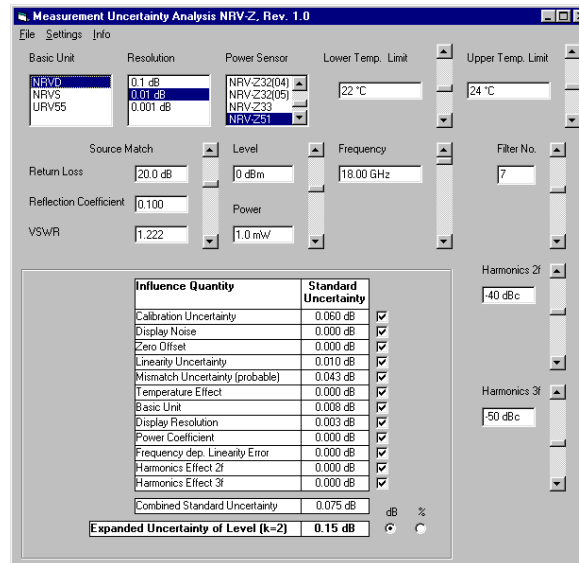 Measurement Uncertainty Analysis NRV-Z, Rev. 1.0
File Settings Info
Basic Unit Resolution Power Sensor Lower Temp. Limit Upper Temp. Limit
NRVD
NRVS
URV55
0.1 dB
0.01 dB
0.001 dB
NRV-Z32(04)
NRV-Z32(05)
NRV-Z33
NRV-Z51
22 °C
24 °C
Source Match Level Frequency Filter No.
Return Loss 20.0 dB 0 dBm 18.00 GHz 7
Reflection Coefficient 0.100 Power
VSWR 1.222 1.0 mW
Harmonics 2f
-40 dBc
Harmonics 3f
-50 dBc
Influence Quantity Standard Uncertainty
Calibration Uncertainty 0.060 dB
Display Noise 0.000 dB
Zero Offset 0.000 dB
Linearity Uncertainty 0.010 dB
Mismatch Uncertainty (probable) 0.043 dB
Temperature Effect 0.000 dB
Basic Unit 0.008 dB
Display Resolution 0.003 dB
Power Coefficient 0.000 dB
Frequency dep. Linearity Error 0.000 dB
Harmonics Effect 2f 0.000 dB
Harmonics Effect 3f 0.000 dB
Combined Standard Uncertainty 0.075 dB dB %
Expanded Uncertainty of Level (k=2) 0.15 dB